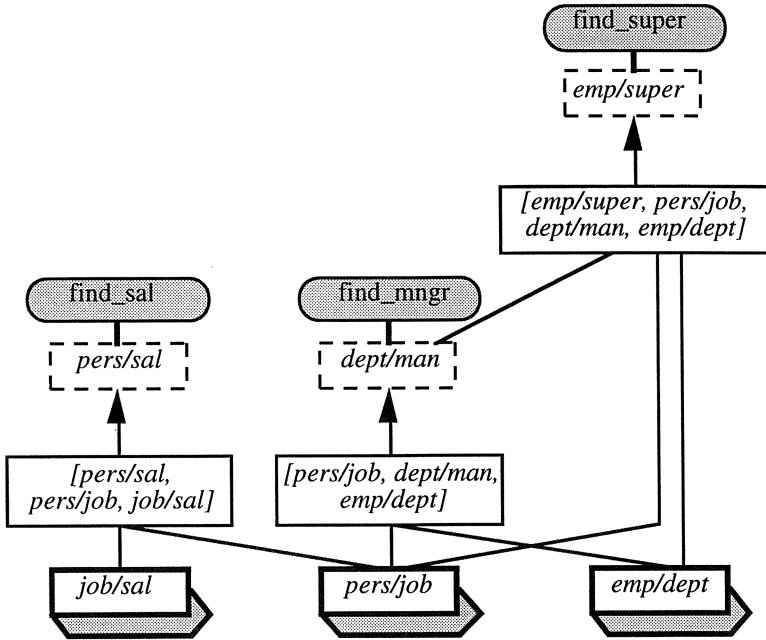 find_super
emp/super
[emp/super, pers/job,
dept/man, emp/dept]
find_sal
find_mngr
pers/sal
dept/man
[pers/sal,
pers/job, job/sal]
[pers/job, dept/man,
emp/dept]
job/sal
pers/job
emp/dept